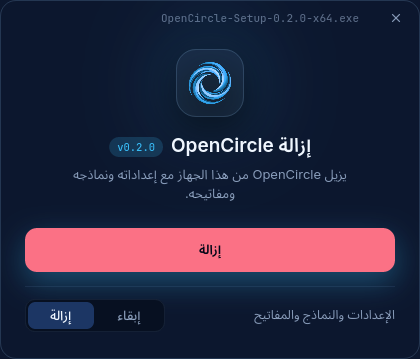 OpenCircle-Setup-0.2.0-x64.exe
إزالة OpenCircle v0.2.0
يزيل OpenCircle من هذا الجهاز مع إعداداته ونماذجه
ومفاتيحه.
إزالة
الإعدادات والنماذج والمفاتيح إبقاء إزالة